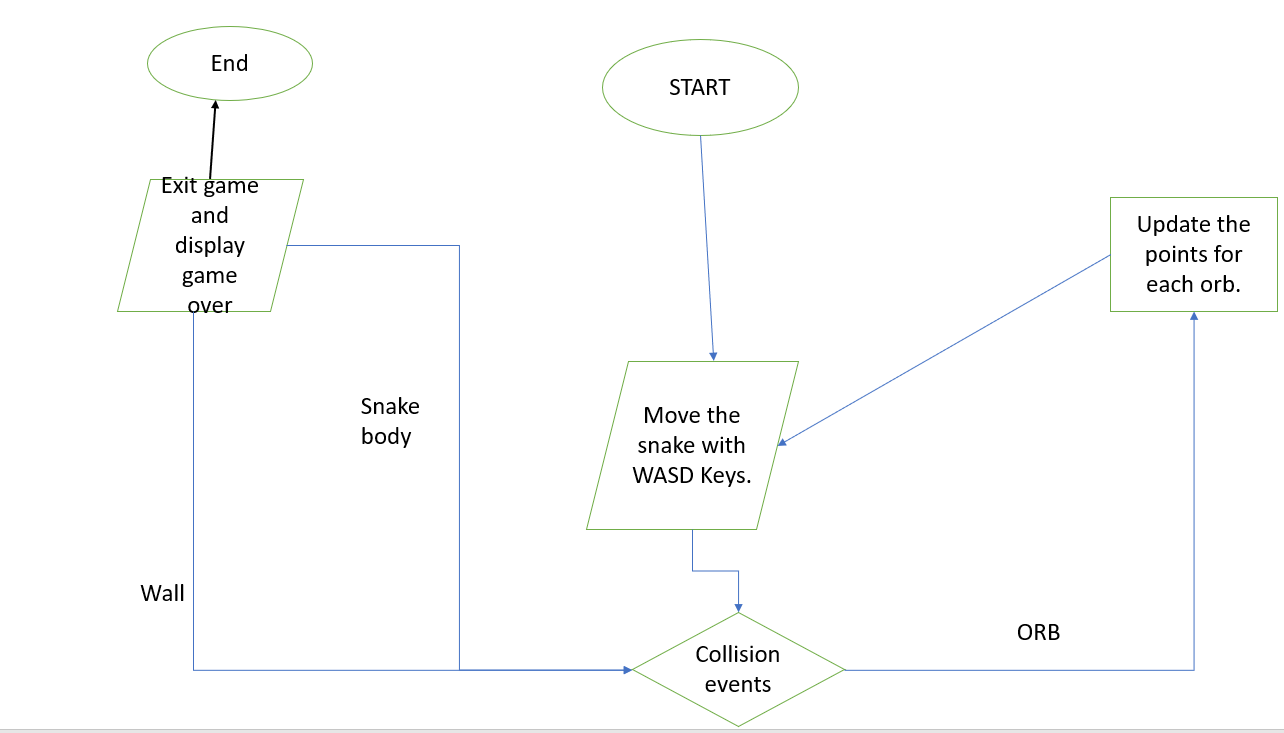 End
START
Exit game
and
display
game
over
Update the
points for
each orb.
Move the
snake with
WASD Keys.
Snake
body
Wall
ORB
Collision
events